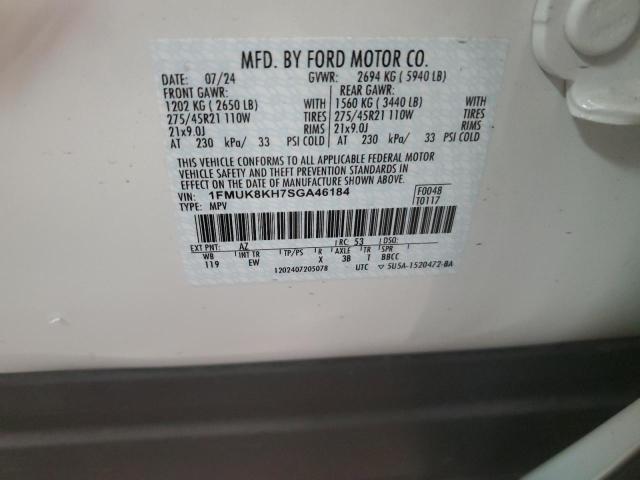 MFD. BY FORD MOTOR CO.
DATE: 07/24 GVWR: 2694 KG ( 5940 LB)
FRONT GAWR: REAR GAWR:
1202 KG ( 2650 LB) WITH 1560 KG ( 3440 LB) WITH
275/45R21 110W TIRES 275/45R21 110W TIRES
21x9.0J RIMS 21x9.0J RIMS
AT 230 kPa/ 33 PSI COLD AT 230 kPa/ 33 PSI COLD
THIS VEHICLE CONFORMS TO ALL APPLICABLE FEDERAL MOTOR
VEHICLE SAFETY AND THEFT PREVENTION STANDARDS IN
EFFECT ON THE DATE OF MANUFACTURE SHOWN ABOVE.
VIN: 1FMUK8KH7SGA46184 F0048
TYPE: MPV T0117
EXT PNT: AZ RC: 53 DSO:
WB INT TR TP/PS R AXLE TR SPR
119 EW X 3B T BBCC
1202407205078 UTC ▽ 5U5A-1520472-BA